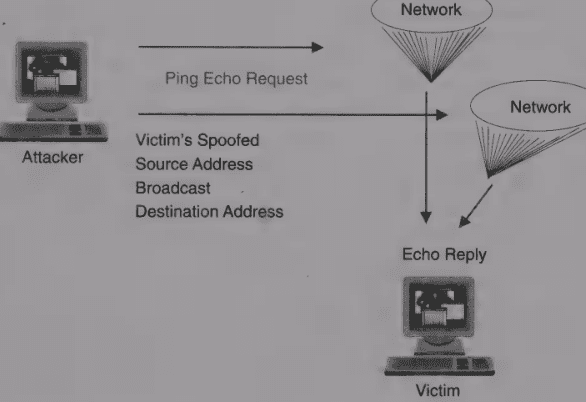 Network
Ping Echo Request
Network
Attacker
Victim's Spoofed
Source Address
Broadcast
Destination Address
Echo Reply
Victim